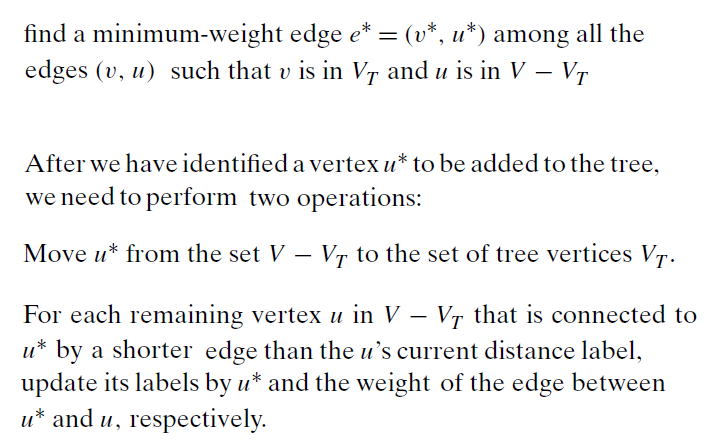 find a minimum-weight edge e* = (v*, u*) among all the
edges (v, u) such that v is in V_T and u is in V − V_T
After we have identified a vertex u* to be added to the tree,
we need to perform two operations:
Move u* from the set V − V_T to the set of tree vertices V_T.
For each remaining vertex u in V − V_T that is connected to
u* by a shorter edge than the u's current distance label,
update its labels by u* and the weight of the edge between
u* and u, respectively.